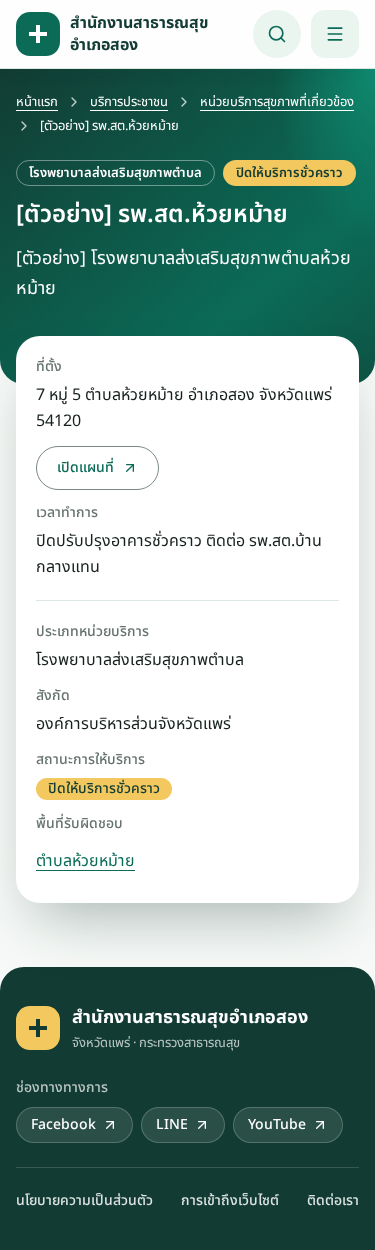 สำนักงานสาธารณสุข
อำเภอสอง
หน้าแรก
บริการประชาชน
หน่วยบริการสุขภาพที่เกี่ยวข้อง
[ตัวอย่าง] รพ.สต.ห้วยหม้าย
โรงพยาบาลส่งเสริมสุขภาพตำบล
ปิดให้บริการชั่วคราว
[ตัวอย่าง] รพ.สต.ห้วยหม้าย
[ตัวอย่าง] โรงพยาบาลส่งเสริมสุขภาพตำบลห้วย
หม้าย
ที่ตั้ง
7 หมู่ 5 ตำบลห้วยหม้าย อำเภอสอง จังหวัดแพร่
54120
เปิดแผนที่
เวลาทำการ
ปิดปรับปรุงอาคารชั่วคราว ติดต่อ รพ.สต.บ้าน
กลางแทน
ประเภทหน่วยบริการ
โรงพยาบาลส่งเสริมสุขภาพตำบล
สังกัด
องค์การบริหารส่วนจังหวัดแพร่
สถานะการให้บริการ
ปิดให้บริการชั่วคราว
พื้นที่รับผิดชอบ
ตำบลห้วยหม้าย
สำนักงานสาธารณสุขอำเภอสอง
จังหวัดแพร่ · กระทรวงสาธารณสุข
ช่องทางทางการ
Facebook
LINE
YouTube
นโยบายความเป็นส่วนตัว
การเข้าถึงเว็บไซต์
ติดต่อเรา